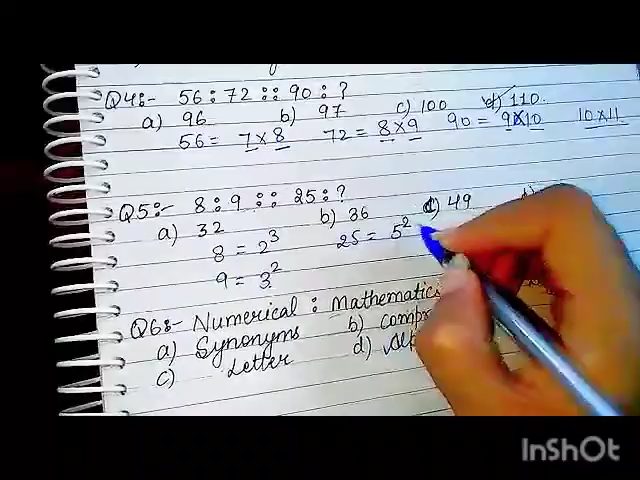 Q4:- 56 : 72 :: 90 : ?
a) 96 b) 97 c) 100 d) 110.
56 = 7 × 8 72 = 8 × 9 90 = 9 × 10 10 × 11
Q5:- 8 : 9 :: 25 : ?
a) 32 b) 36 c) 49
8 = 2³ 25 = 5²
9 = 3²
Q6:- Numerical : Mathematics
a) Synonyms b)
c) Letter d)
InShOt